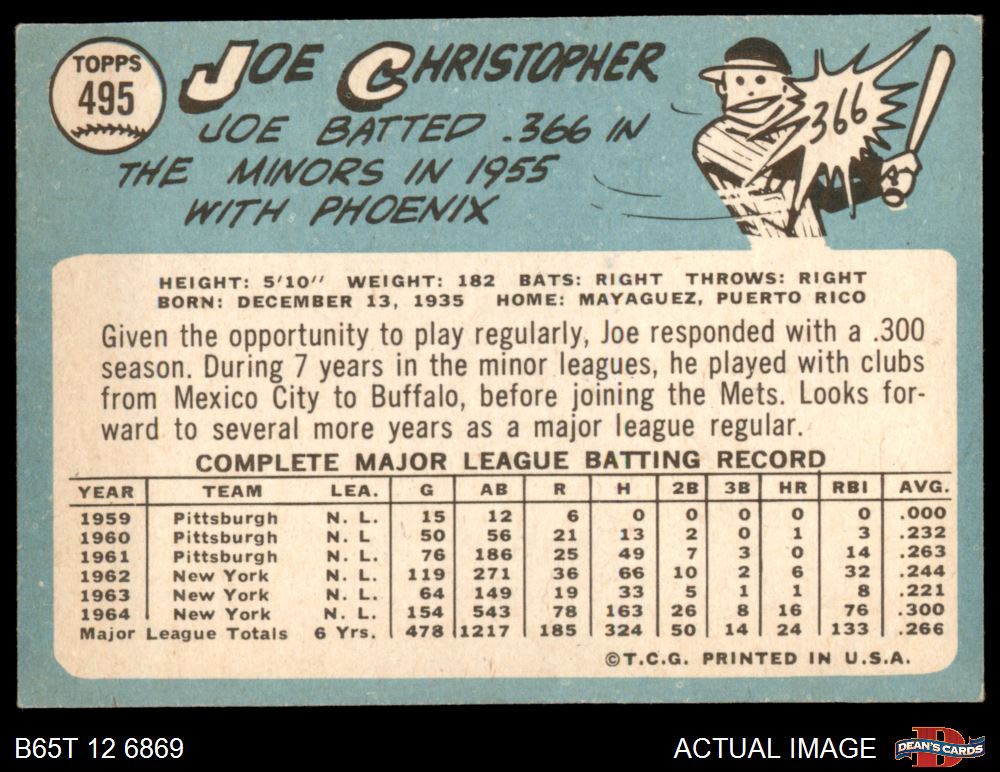 TOPPS
495
JOE CHRISTOPHER
JOE BATTED .366 IN
THE MINORS IN 1955
WITH PHOENIX
366
HEIGHT: 5'10" WEIGHT: 182 BATS: RIGHT THROWS: RIGHT
BORN: DECEMBER 13, 1935 HOME: MAYAGUEZ, PUERTO RICO
Given the opportunity to play regularly, Joe responded with a .300
season. During 7 years in the minor leagues, he played with clubs
from Mexico City to Buffalo, before joining the Mets. Looks for-
ward to several more years as a major league regular.
COMPLETE MAJOR LEAGUE BATTING RECORD
YEAR TEAM LEA. G AB R H 2B 3B HR RBI AVG.
1959 Pittsburgh N. L. 15 12 6 0 0 0 0 0 .000
1960 Pittsburgh N. L 50 56 21 13 2 0 1 3 .232
1961 Pittsburgh N. L. 76 186 25 49 7 3 0 14 .263
1962 New York N. L. 119 271 36 66 10 2 6 32 .244
1963 New York N. L. 64 149 19 33 5 1 1 8 .221
1964 New York N. L. 154 543 78 163 26 8 16 76 .300
Major League Totals 6 Yrs. 478 1217 185 324 50 14 24 133 .266
©T.C.G. PRINTED IN U.S.A.
B65T 12 6869
ACTUAL IMAGE
D
DEAN'S CARDS